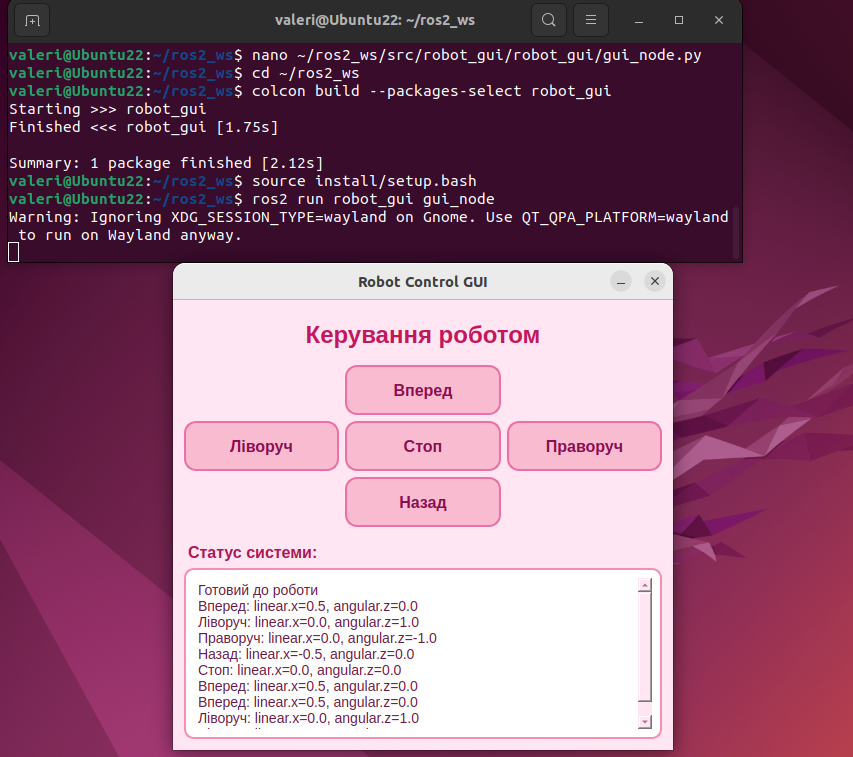 valeri@Ubuntu22: ~/ros2_ws
valeri@Ubuntu22:~/ros2_ws$ nano ~/ros2_ws/src/robot_gui/robot_gui/gui_node.py
valeri@Ubuntu22:~/ros2_ws$ cd ~/ros2_ws
valeri@Ubuntu22:~/ros2_ws$ colcon build --packages-select robot_gui
Starting >>> robot_gui
Finished <<< robot_gui [1.75s]
Summary: 1 package finished [2.12s]
valeri@Ubuntu22:~/ros2_ws$ source install/setup.bash
valeri@Ubuntu22:~/ros2_ws$ ros2 run robot_gui gui_node
Warning: Ignoring XDG_SESSION_TYPE=wayland on Gnome. Use QT_QPA_PLATFORM=wayland
to run on Wayland anyway.
Robot Control GUI
Керування роботом
Вперед
Ліворуч Стоп Праворуч
Назад
Статус системи:
Готовий до роботи
Вперед: linear.x=0.5, angular.z=0.0
Ліворуч: linear.x=0.0, angular.z=1.0
Праворуч: linear.x=0.0, angular.z=-1.0
Назад: linear.x=-0.5, angular.z=0.0
Стоп: linear.x=0.0, angular.z=0.0
Вперед: linear.x=0.5, angular.z=0.0
Вперед: linear.x=0.5, angular.z=0.0
Ліворуч: linear.x=0.0, angular.z=1.0